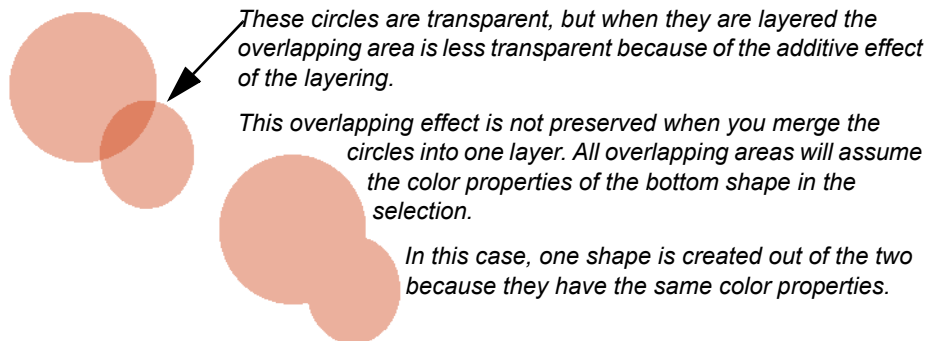 These circles are transparent, but when they are layered the
overlapping area is less transparent because of the additive effect
of the layering.
This overlapping effect is not preserved when you merge the
circles into one layer. All overlapping areas will assume
the color properties of the bottom shape in the
selection.
In this case, one shape is created out of the two
because they have the same color properties.